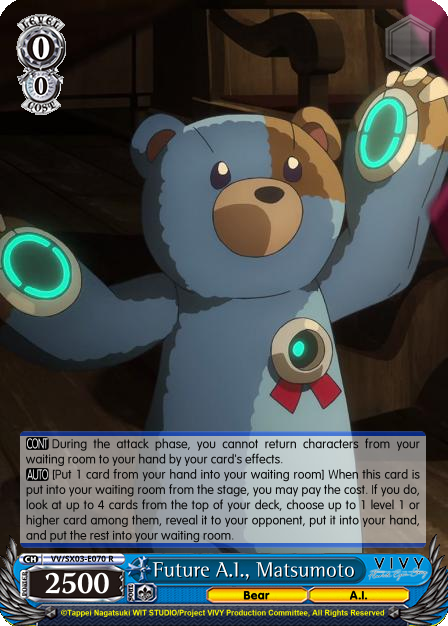 LEVEL
0
0
COST
CONT During the attack phase, you cannot return characters from your
waiting room to your hand by your card's effects.
AUTO [Put 1 card from your hand into your waiting room] When this card is
put into your waiting room from the stage, you may pay the cost. If you do,
look at up to 4 cards from the top of your deck, choose up to 1 level 1 or
higher card among them, reveal it to your opponent, put it into your hand,
and put the rest into your waiting room.
CH VV/SX03-E070 R
POWER
2500
SOUL
Future A.I., Matsumoto
VIVY
Bear
A.I.
©Tappei Nagatsuki WIT STUDIO/Project VIVY Production Committee, All Rights Reserved